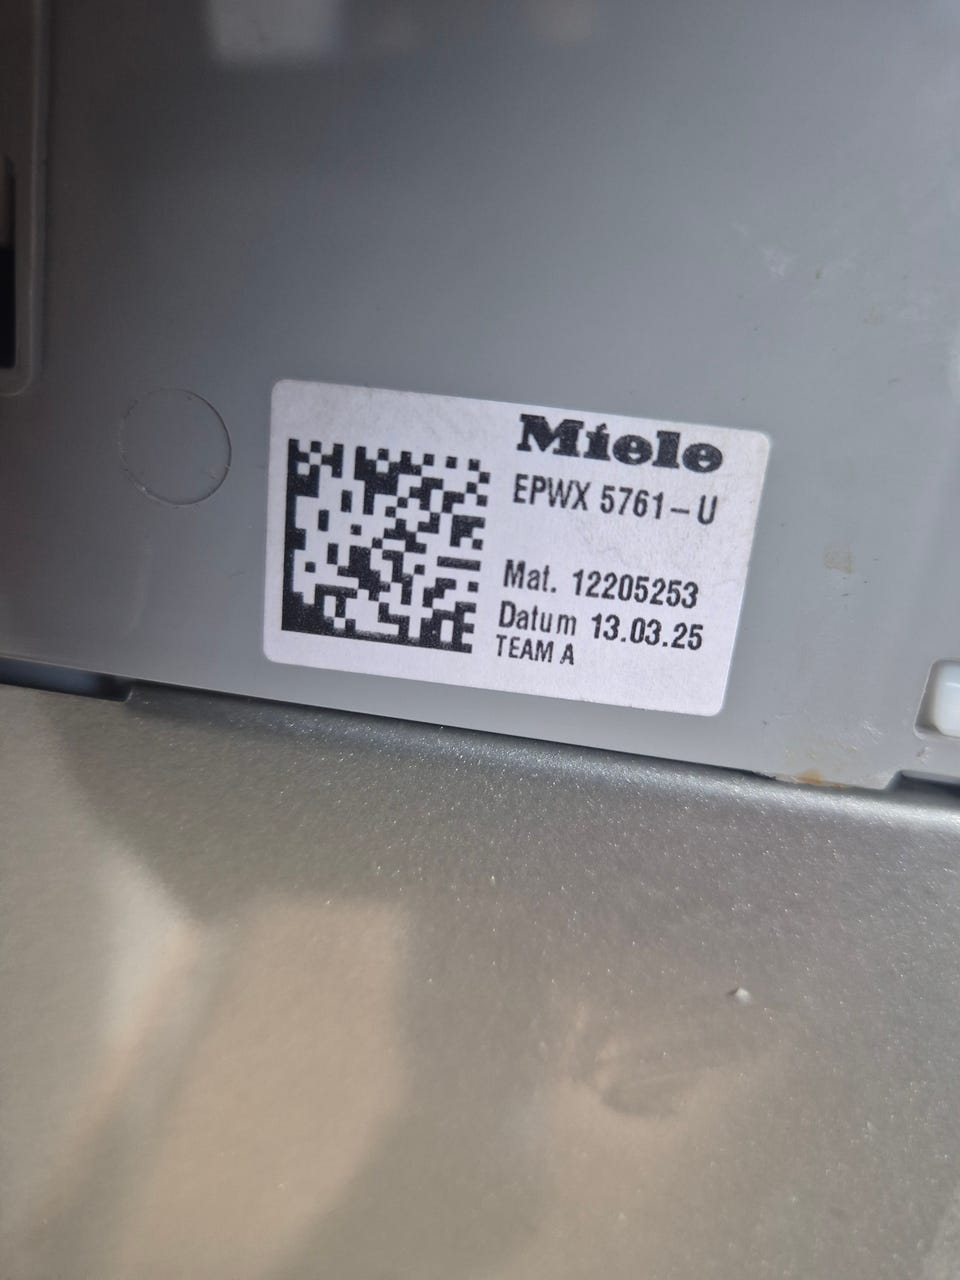 Miele
EPWX 5761-U
Mat. 12205253
Datum 13.03.25
TEAM A